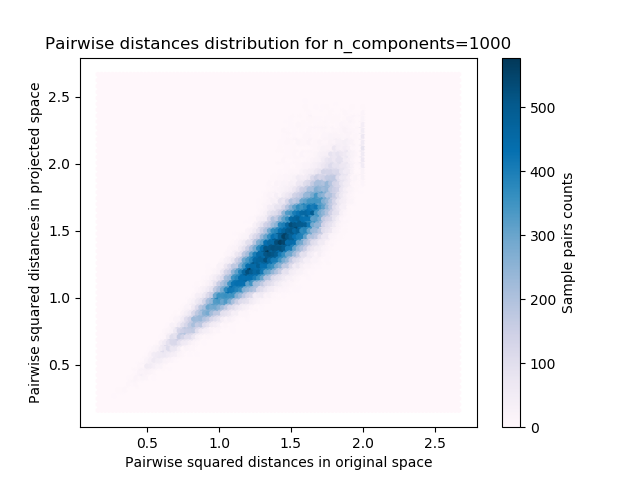 Pairwise distances distribution for n_components=1000
Pairwise squared distances in projected space
2.5
2.0
1.5
1.0
0.5
0.5 1.0 1.5 2.0 2.5
Pairwise squared distances in original space
500
400
300
200
100
0
Sample pairs counts